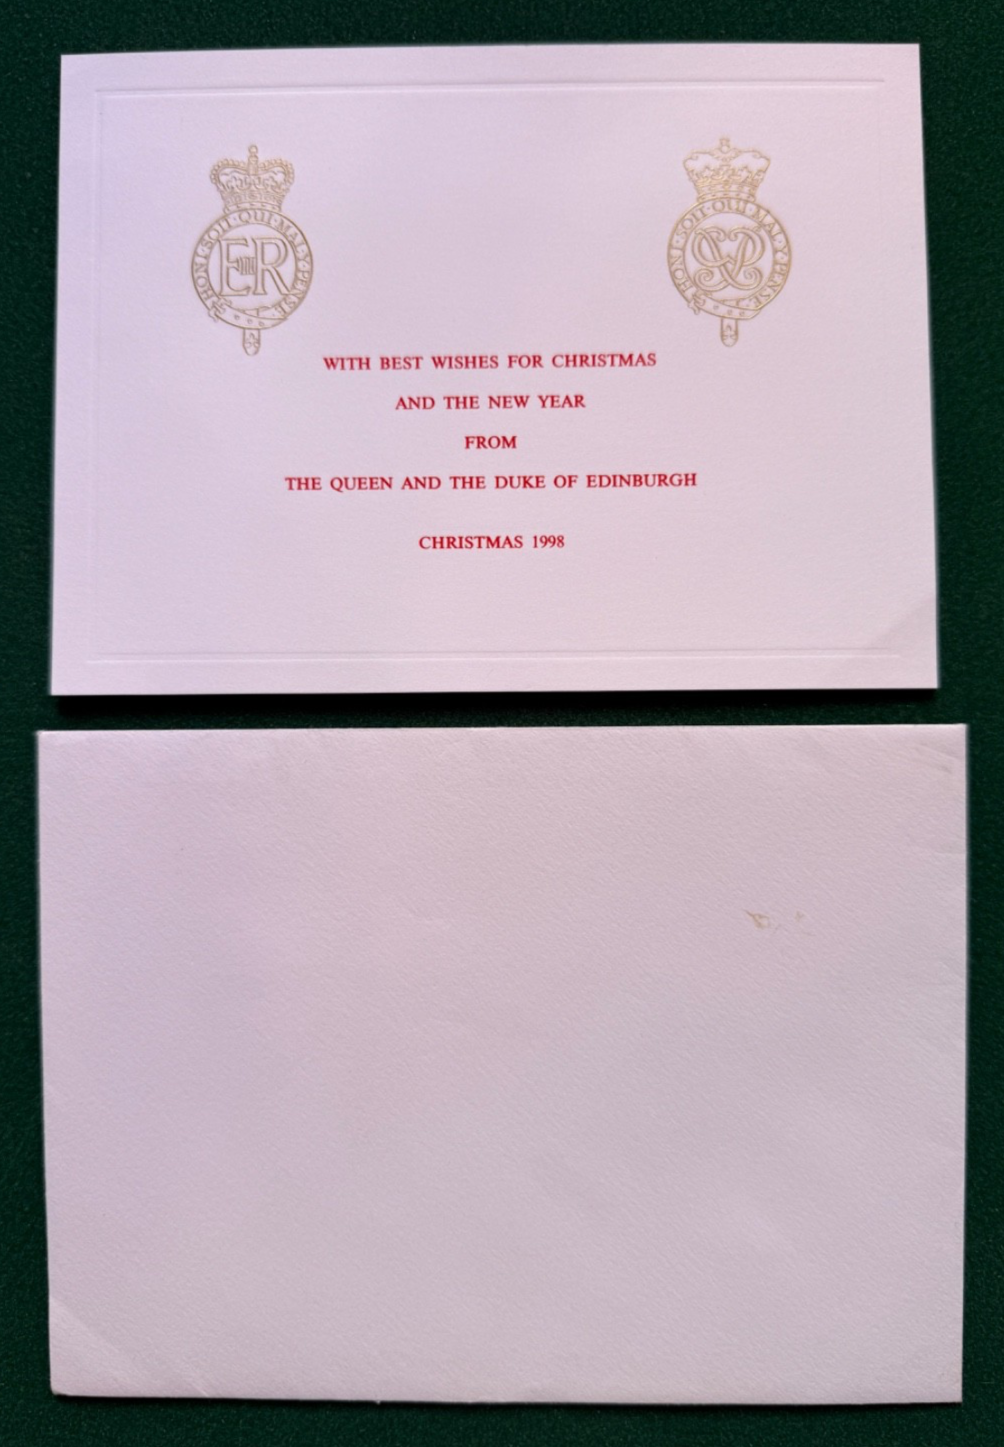 HONI·SOIT·QUI·MAL·Y·PENSE
EIIR
HONI·SOIT·QUI·MAL·Y·PENSE
WITH BEST WISHES FOR CHRISTMAS
AND THE NEW YEAR
FROM
THE QUEEN AND THE DUKE OF EDINBURGH
CHRISTMAS 1998